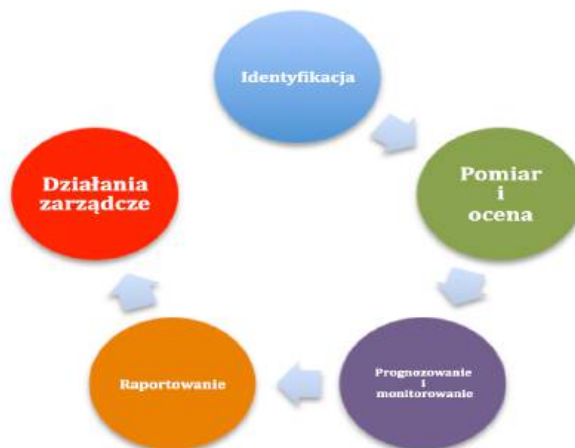 Identyfikacja
Pomiar
i
ocena
Prognozowanie
i
monitorowanie
Raportowanie
Działania
zarządcze